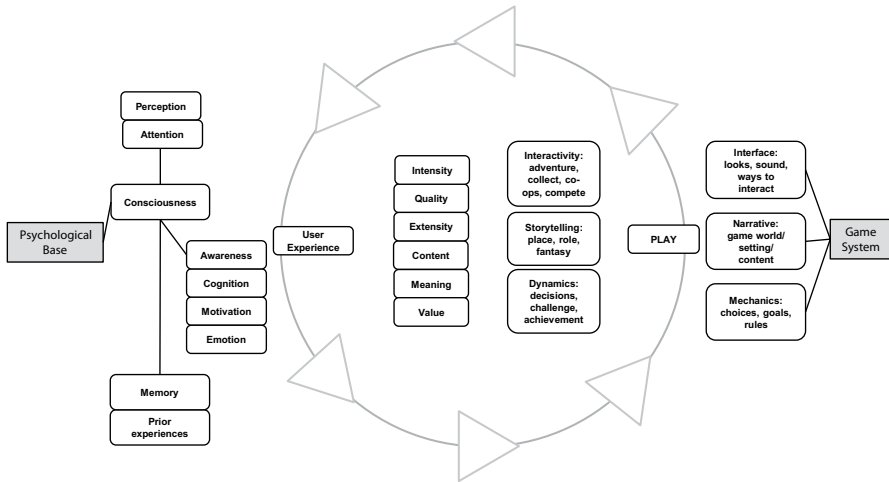 Perception
Attention
Consciousness
Psychological
Base
Awareness
Cognition
Motivation
Emotion
Memory
Prior
experiences
User
Experience
Intensity
Quality
Extensity
Content
Meaning
Value
Interactivity:
adventure,
collect, co-
ops, compete
Storytelling:
place, role,
fantasy
Dynamics:
decisions,
challenge,
achievement
PLAY
Interface:
looks, sound,
ways to
interact
Narrative:
game world/
setting/
content
Mechanics:
choices, goals,
rules
Game
System